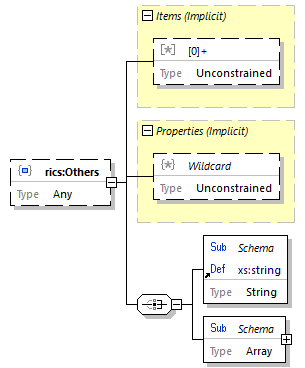 Items (Implicit)
[*] [0]+
Type Unconstrained
Properties (Implicit)
{*} Wildcard
Type Unconstrained
rics:Others
Type Any
Sub Schema
Def xs:string
Type String
Sub Schema
Type Array